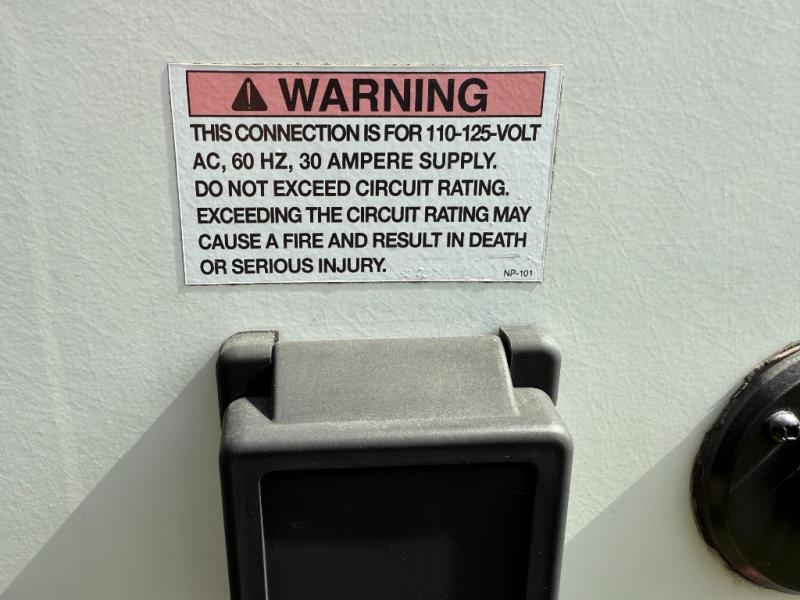 WARNING
THIS CONNECTION IS FOR 110-125-VOLT
AC, 60 HZ, 30 AMPERE SUPPLY.
DO NOT EXCEED CIRCUIT RATING.
EXCEEDING THE CIRCUIT RATING MAY
CAUSE A FIRE AND RESULT IN DEATH
OR SERIOUS INJURY.
NP-101